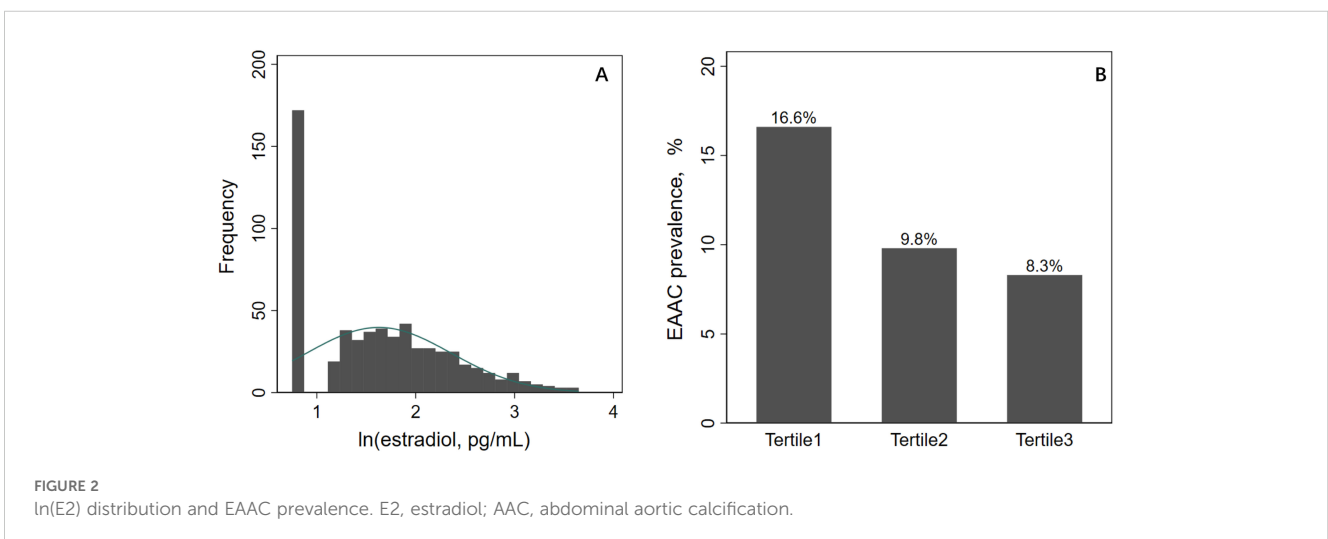 A
200
150
100
50
0
Frequency
1 2 3 4
ln(estradiol, pg/mL)
B
20
15
10
5
0
EAAC prevalence, %
16.6%
9.8%
8.3%
Tertile1 Tertile2 Tertile3
FIGURE 2
ln(E2) distribution and EAAC prevalence. E2, estradiol; AAC, abdominal aortic calcification.